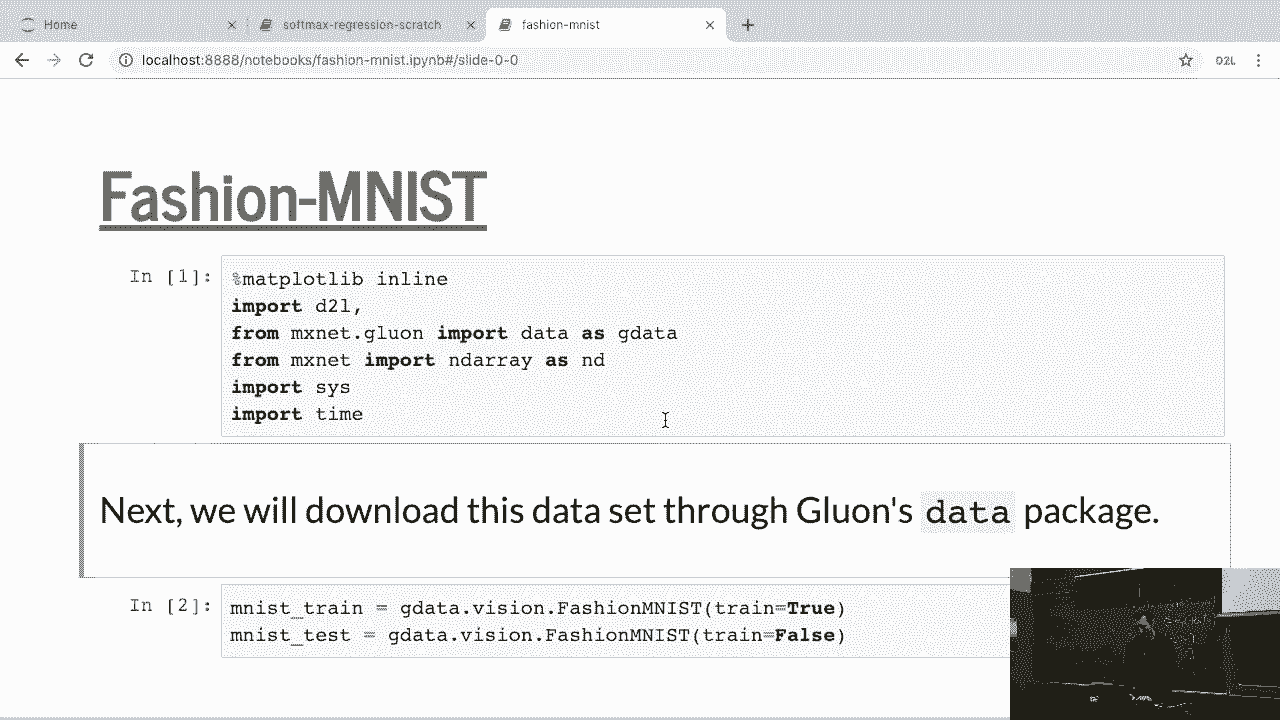 Home
softmax-regression-scratch
fashion-mnist
localhost:8888/notebooks/fashion-mnist.ipynb#/slide-0-0
D2L
Fashion-MNIST
In [1]:
%matplotlib inline
import d2l,
from mxnet.gluon import data as gdata
from mxnet import ndarray as nd
import sys
import time
Next, we will download this data set through Gluon's data package.
In [2]:
mnist_train = gdata.vision.FashionMNIST(train=True)
mnist_test = gdata.vision.FashionMNIST(train=False)